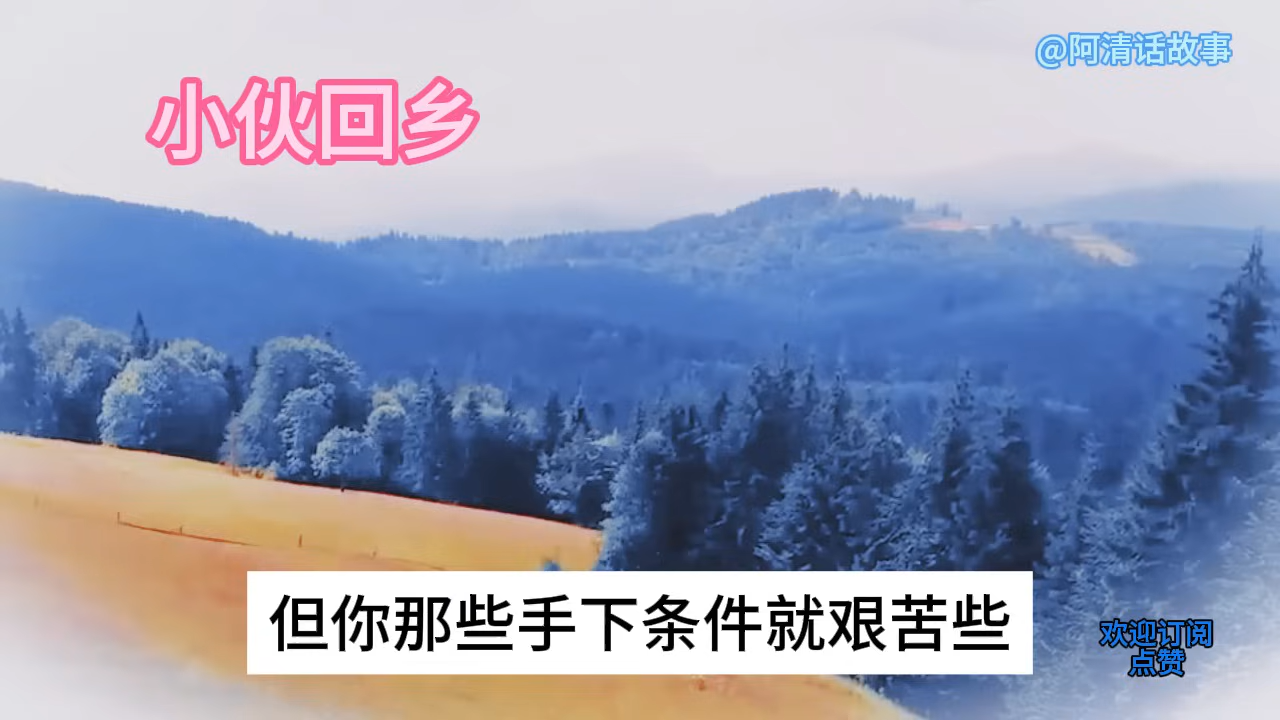 @阿清话故事
小伙回乡
但你那些手下条件就艰苦些
欢迎订阅
点赞